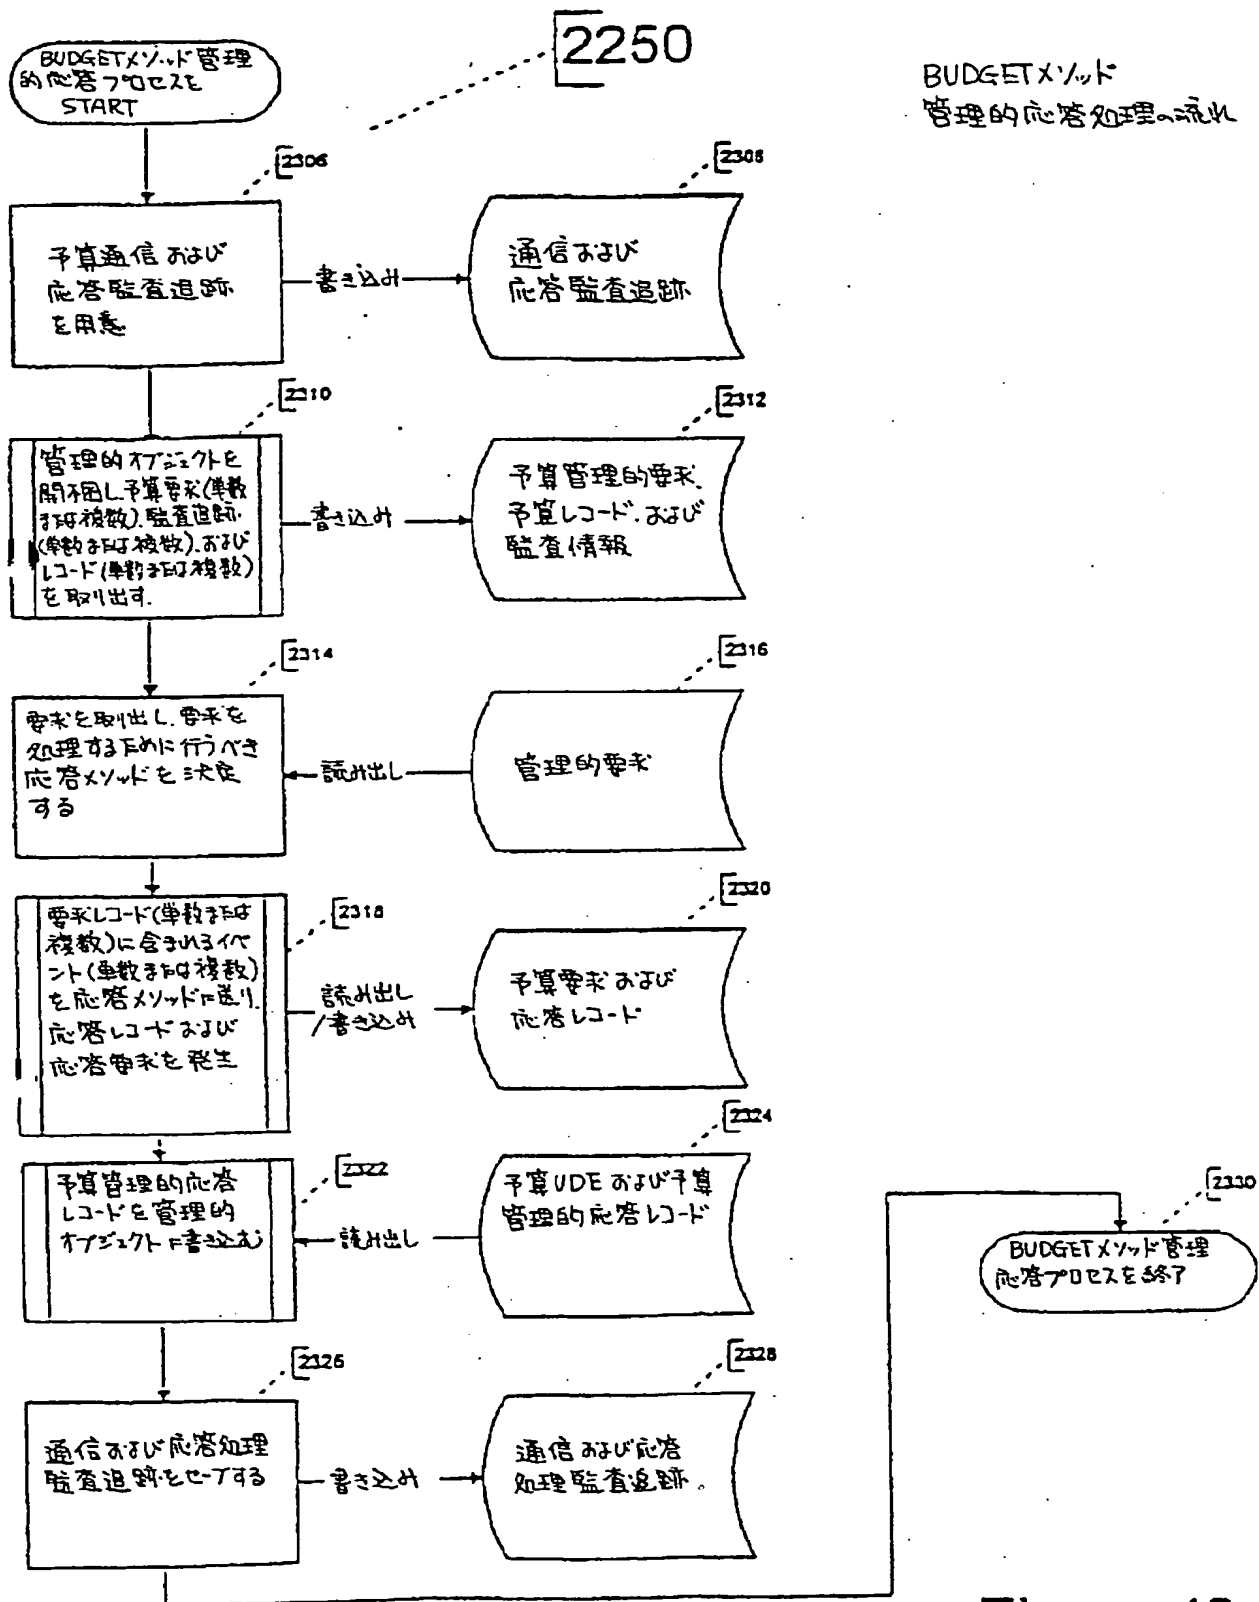 2250
BUDGETメソッド管理
的応答プロセスを
START
BUDGETメソッド
管理的応答処理の流れ
2306
2308
予算通信および
応答監査追跡
を用意
書き込み
通信および
応答監査追跡
2310
2312
管理的オブジェクトを
開梱し予算要求(単数
または複数)、監査追跡
(単数または複数)、および
レコード(単数または複数)
を取り出す.
書き込み
予算管理的要求、
予算レコード、および
監査情報
2314
2316
要求を取り出し、要求を
処理するために行うべき
応答メソッドを決定
する
読み出し
管理的要求
2318
2320
要求レコード(単数または
複数)に含まれるイベ
ント(単数または複数)
を応答メソッドに送り、
応答レコードおよび
応答要求を発生
読み出し
/書き込み
予算要求および
応答レコード
2322
2324
予算管理的応答
レコードを管理的
オブジェクトに書き込む
読み出し
予算UDEおよび予算
管理的応答レコード
2330
BUDGETメソッド管理
応答プロセスを終了
2326
2328
通信および応答処理
監査追跡をセーブする
書き込み
通信および応答
処理監査追跡。